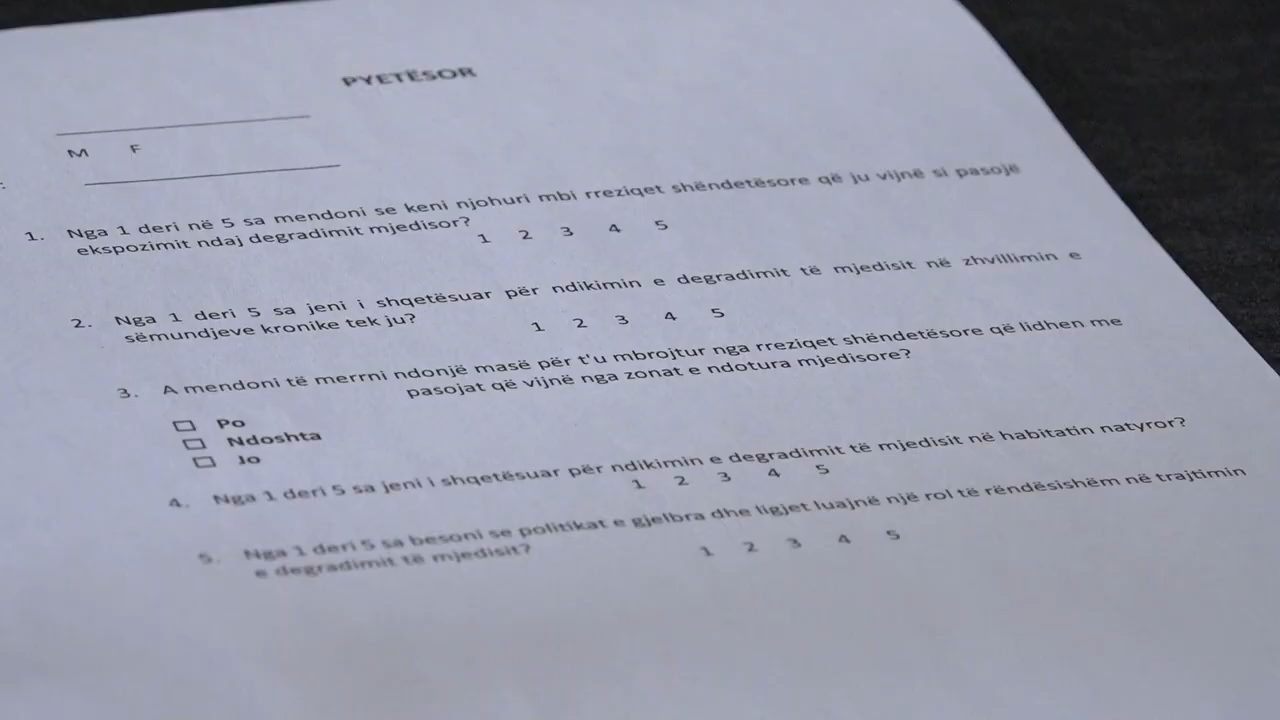 PYETËSOR
M F
:
1. Nga 1 deri në 5 sa mendoni se keni njohuri mbi rreziqet shëndetësore që ju vijnë si pasojë
ekspozimit ndaj degradimit mjedisor? 1 2 3 4 5
2. Nga 1 deri 5 sa jeni i shqetësuar për ndikimin e degradimit të mjedisit në zhvillimin e
sëmundjeve kronike tek ju? 1 2 3 4 5
3. A mendoni të merrni ndonjë masë për t'u mbrojtur nga rreziqet shëndetësore që lidhen me
pasojat që vijnë nga zonat e ndotura mjedisore?
Po
Ndoshta
Jo
4. Nga 1 deri 5 sa jeni i shqetësuar për ndikimin e degradimit të mjedisit në habitatin natyror?
1 2 3 4 5
5. Nga 1 deri 5 sa besoni se politikat e gjelbra dhe ligjet luajnë një rol të rëndësishëm në trajtimin
e degradimit të mjedisit? 1 2 3 4 5